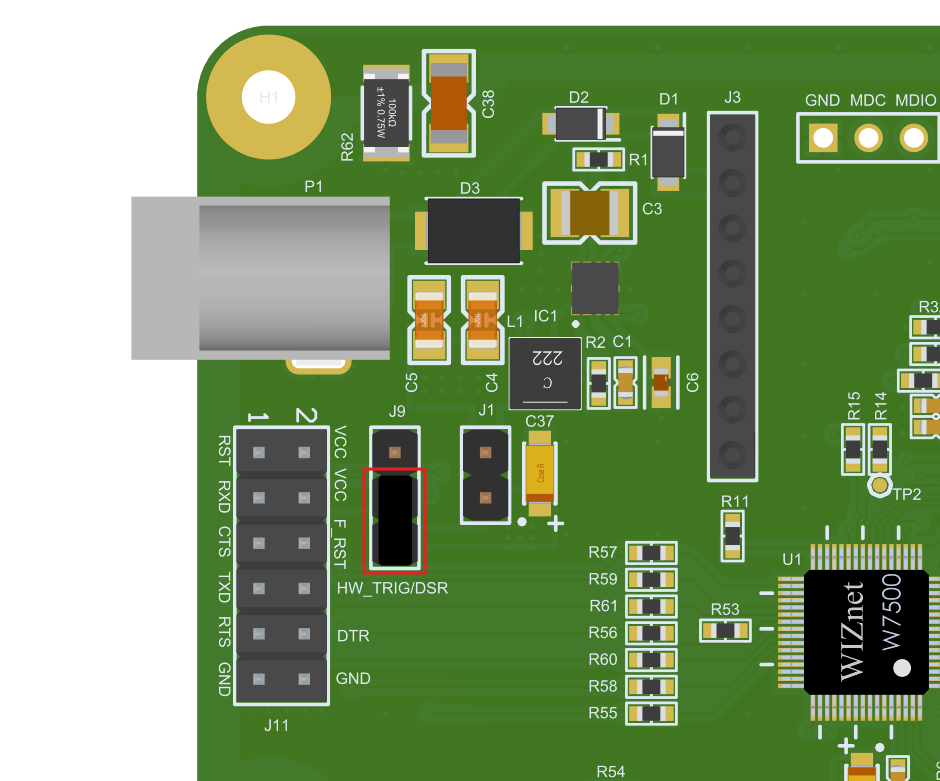 H1
100KΩ
±1% 0.75W
R62
C38
D2
D1
J3
GND MDC MDIO
R1
P1
D3
C3
IC1
L1
222
C
R2 C1
C6
C5
C4
R3
J9
J1
C37
Case A
R15
R14
TP2
1 2
RST VCC
RXD VCC
CTS F_RST
TXD HW_TRIG/DSR
RTS DTR
GND GND
J11
R11
U1
WIZnet
W7500
R57
R59
R61
R56
R60
R58
R55
R53
R54